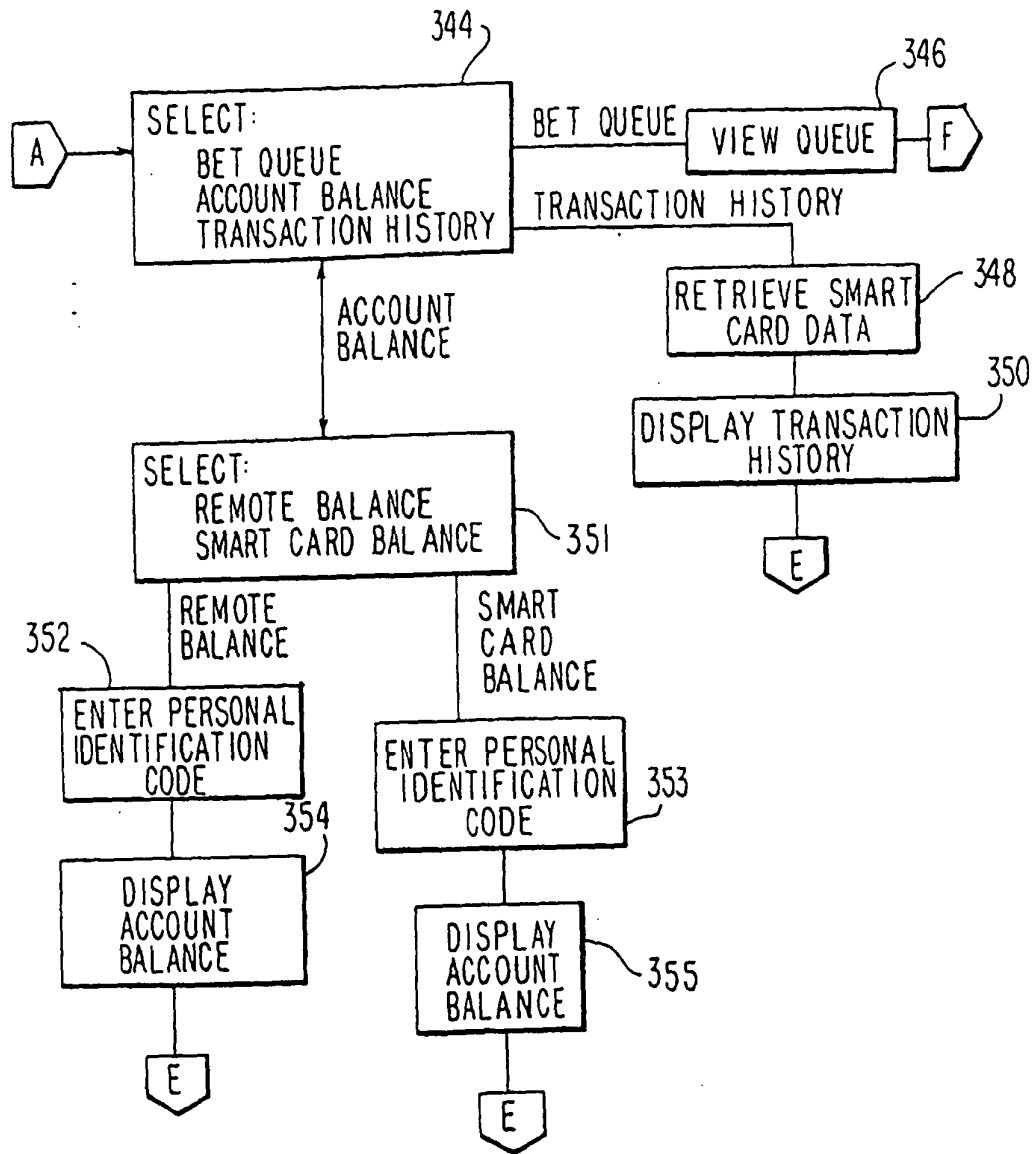 344
346
A
SELECT:
BET QUEUE
ACCOUNT BALANCE
TRANSACTION HISTORY
BET QUEUE
VIEW QUEUE
F
TRANSACTION HISTORY
348
RETRIEVE SMART
CARD DATA
350
DISPLAY TRANSACTION
HISTORY
E
ACCOUNT
BALANCE
SELECT:
REMOTE BALANCE
SMART CARD BALANCE
351
REMOTE
BALANCE
SMART
CARD
BALANCE
352
ENTER PERSONAL
IDENTIFICATION
CODE
354
DISPLAY
ACCOUNT
BALANCE
E
ENTER PERSONAL
IDENTIFICATION
CODE
353
DISPLAY
ACCOUNT
BALANCE
355
E